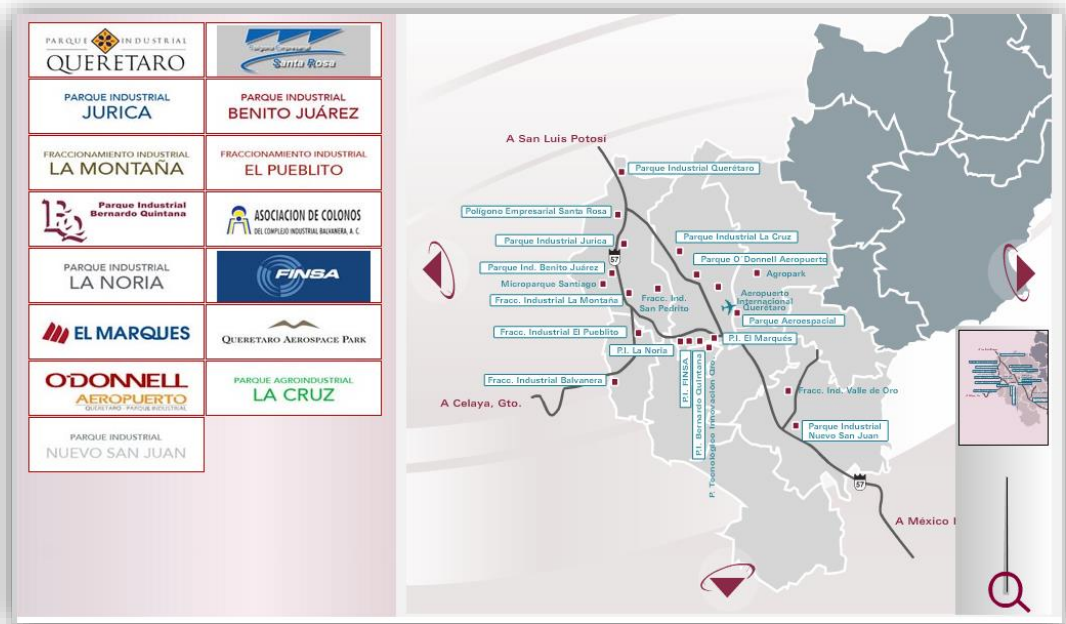 PARQUE INDUSTRIAL
QUERETARO
Santa Rosa
PARQUE INDUSTRIAL
JURICA
PARQUE INDUSTRIAL
BENITO JUÁREZ
FRACCIONAMIENTO INDUSTRIAL
LA MONTAÑA
FRACCIONAMIENTO INDUSTRIAL
EL PUEBLITO
Parque Industrial
Bernardo Quintana
ASOCIACION DE COLONOS
DEL COMPLEJO INDUSTRIAL BALVANERA, A. C.
PARQUE INDUSTRIAL
LA NORIA
FINSA
EL MARQUES
QUERETARO AEROSPACE PARK
O'DONNELL
AEROPUERTO
QUERÉTARO - PARQUE INDUSTRIAL
PARQUE AGROINDUSTRIAL
LA CRUZ
PARQUE INDUSTRIAL
NUEVO SAN JUAN
A San Luis Potosí
Parque Industrial Querétaro
Polígono Empresarial Santa Rosa
Parque Industrial Jurica
57
Parque Industrial La Cruz
Parque O´Donnell Aeropuerto
Parque Ind. Benito Juárez
Agropark
Microparque Santiago
Fracc. Industrial La Montaña
Fracc. Ind.
San Pedrito
Aeropuerto
Internacional
Querétaro
Parque Aeroespacial
Fracc. Industrial El Pueblito
P.I. La Noria
P.I. El Marqués
P.I. FINSA
P.I. Bernardo Quintana
P. Tecnológico Innovación Qro.
Fracc. Industrial Balvanera
A Celaya, Gto.
Fracc. Ind. Valle de Oro
Parque Industrial
Nuevo San Juan
57
A México